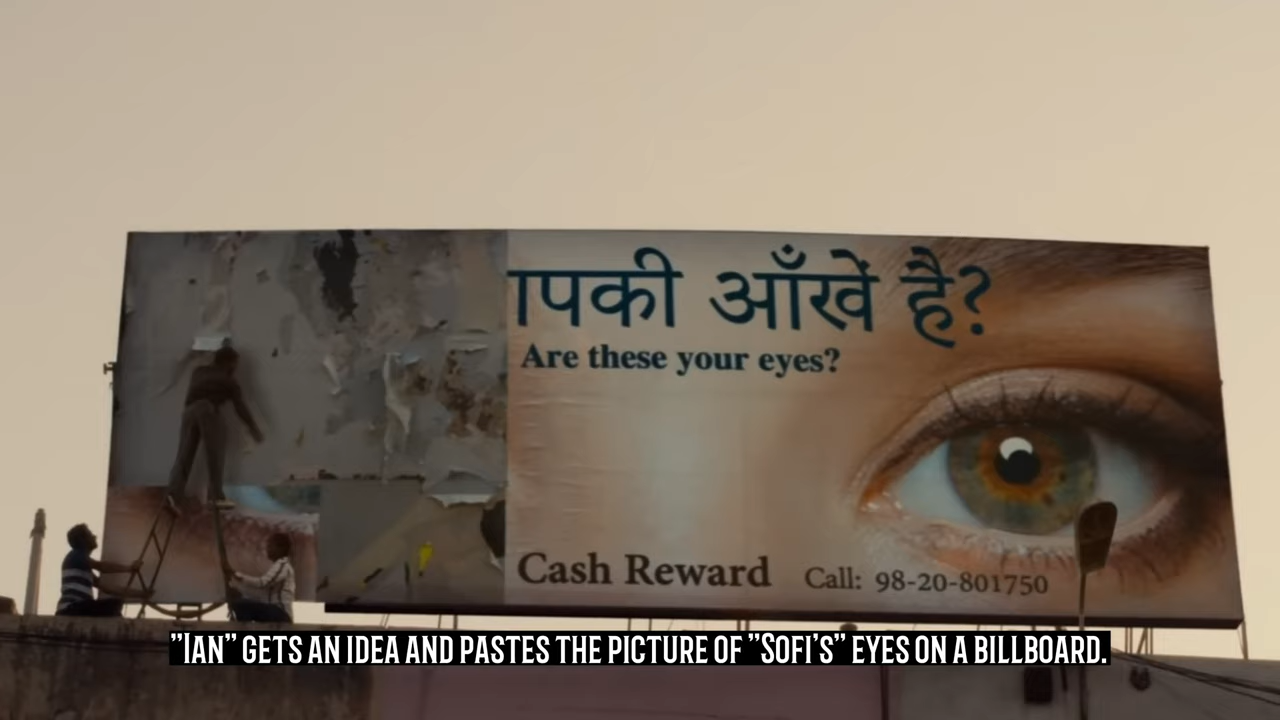 ापकी आँखें है?
Are these your eyes?
Cash Reward Call: 98-20-801750
"Ian" gets an idea and pastes the picture of "Sofi's" eyes on a billboard.